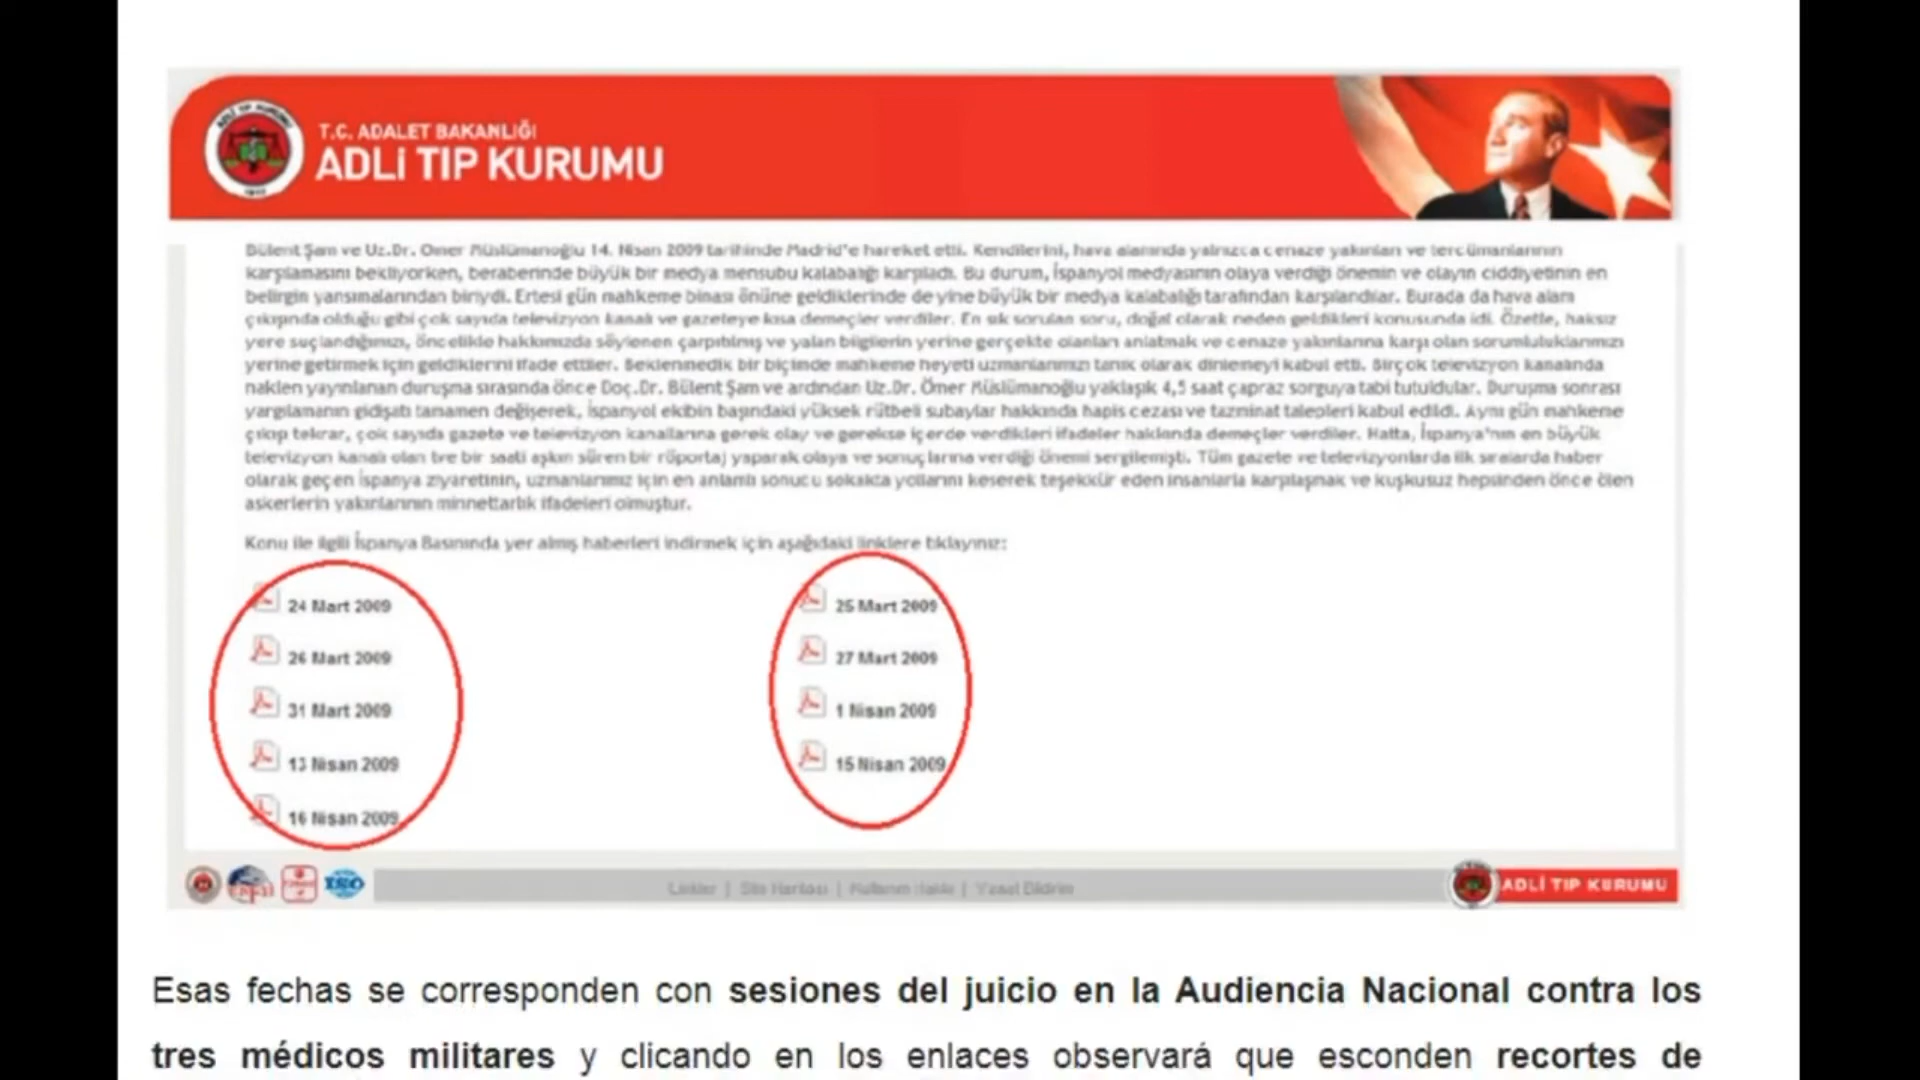 T.C. ADALET BAKANLIĞI
ADLİ TIP KURUMU
Bülent Şam ve Uz.Dr. Ömer Müslümanoğlu 14. Nisan 2009 tarihinde Madrid'e hareket etti. Kendilerini, hava alanında yalnızca cenaze yakınları ve tercümanlarının
karşılamasını bekliyorken, beraberinde büyük bir medya mensubu kalabalığı karşıladı. Bu durum, İspanyol medyasının olaya verdiği önemin ve olayın ciddiyetinin en
belirgin yansımalarından biriydi. Ertesi gün mahkeme binası önüne geldiklerinde de yine büyük bir medya kalabalığı tarafından karşılandılar. Burada da hava alanı
çıkışında olduğu gibi çok sayıda televizyon kanalı ve gazeteye kısa demeçler verdiler. En sık sorulan soru, doğal olarak neden geldikleri konusunda idi. Özetle, haksız
yere suçlandığımızı, öncelikle hakkımızda söylenen çarpıtılmış ve yalan bilgilerin yerine gerçekte olanları anlatmak ve cenaze yakınlarına karşı olan sorumluluklarımızı
yerine getirmek için geldiklerini ifade ettiler. Beklenmedik bir biçimde mahkeme heyeti uzmanlarımızı tanık olarak dinlemeyi kabul etti. Birçok televizyon kanalında
naklen yayınlanan duruşma sırasında önce Doç.Dr. Bülent Şam ve ardından Uz.Dr. Ömer Müslümanoğlu yaklaşık 4,5 saat çapraz sorguya tabi tutuldular. Duruşma sonrası
yargılamanın gidişatı tamamen değişerek, İspanyol ekibin başındaki yüksek rütbeli subaylar hakkında hapis cezası ve tazminat talepleri kabul edildi. Aynı gün mahkeme
çıkışı tekrar, çok sayıda gazete ve televizyon kanallarına gerek olay ve gerekse içerde verdikleri ifadeler hakkında demeçler verdiler. Hatta, İspanya'nın en büyük
televizyon kanalı olan tve bir saati aşkın süren bir röportaj yaparak olaya ve sonuçlarına verdiği önemi sergilemişti. Tüm gazete ve televizyonlarda ilk sıralarda haber
olarak geçen İspanya ziyaretinin, uzmanlarımız için en anlamlı sonucu sokakta yollarını keserek teşekkür eden insanlarla karşılaşmak ve kuşkusuz hepsinden önce ölen
askerlerin yakınlarının minnettarlık ifadeleri olmuştur.
Konu ile ilgili İspanya Basınında yer almış haberleri indirmek için aşağıdaki linklere tıklayınız:
24 Mart 2009 25 Mart 2009
26 Mart 2009 27 Mart 2009
31 Mart 2009 1 Nisan 2009
13 Nisan 2009 15 Nisan 2009
16 Nisan 2009
ISO Linkler | Site Haritası | Kullanım Hakkı | Yasal Bildirim ADLİ TIP KURUMU
Esas fechas se corresponden con sesiones del juicio en la Audiencia Nacional contra los
tres médicos militares y clicando en los enlaces observará que esconden recortes de